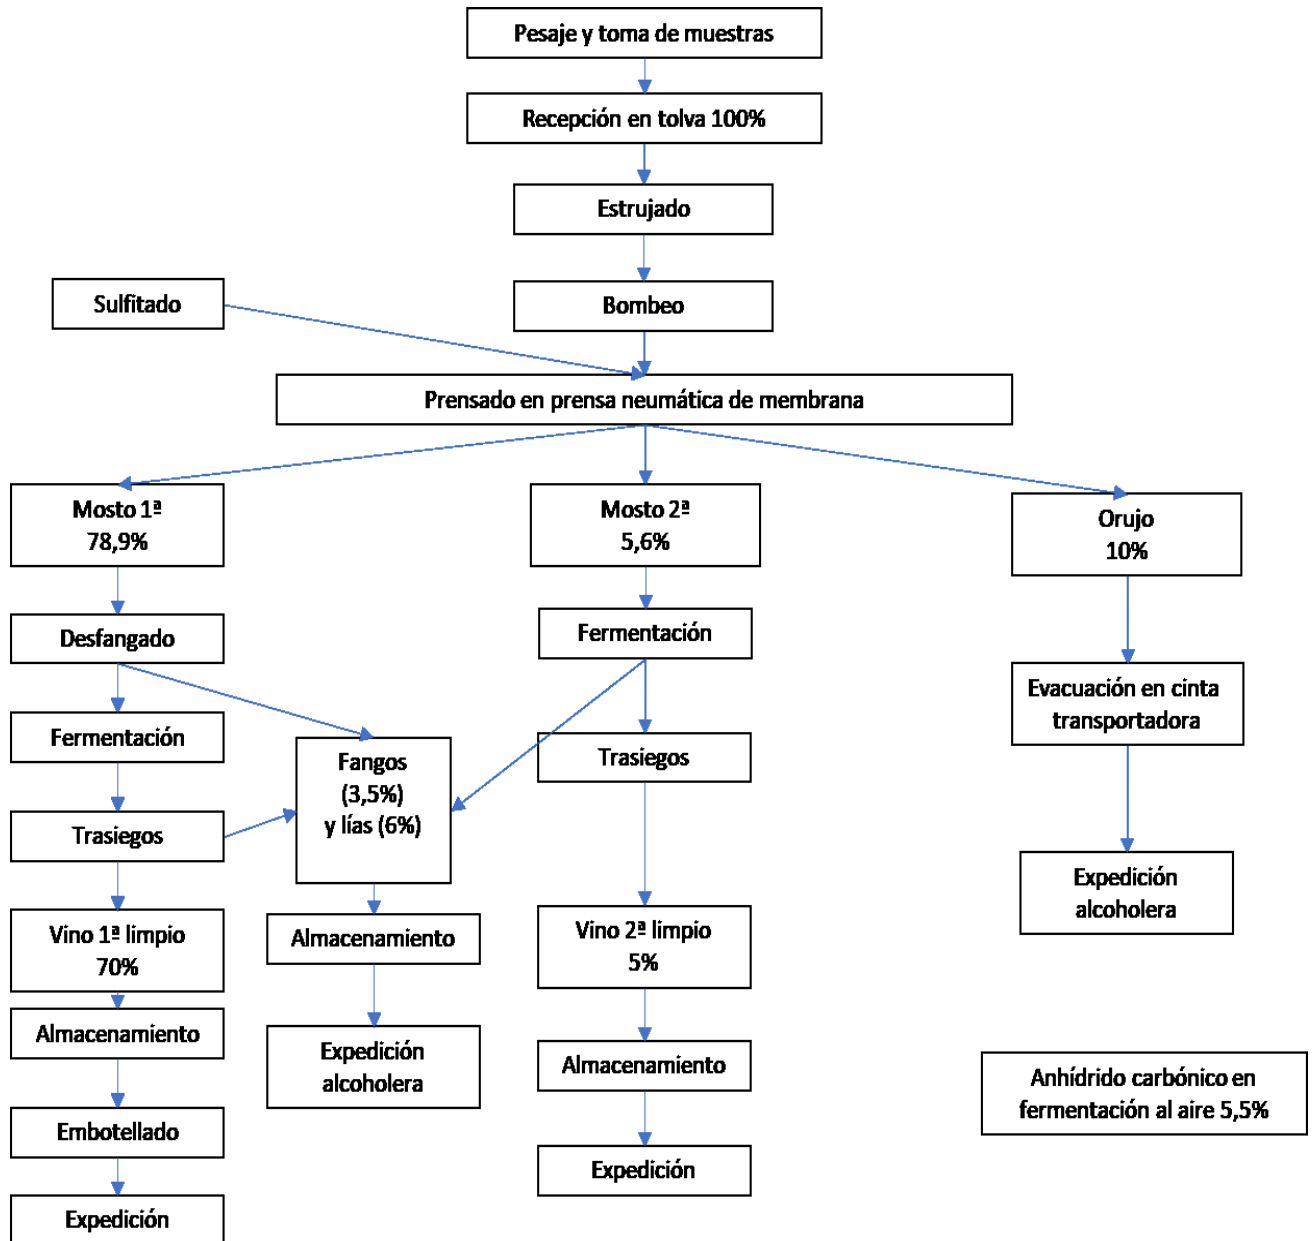 Pesaje y toma de muestras
Recepción en tolva 100%
Estrujado
Sulfitado
Bombeo
Prensado en prensa neumática de membrana
Mosto 1ª
78,9%
Mosto 2ª
5,6%
Orujo
10%
Desfangado
Fermentación
Fermentación
Evacuación en cinta
transportadora
Fangos
(3,5%)
y lías (6%)
Trasiegos
Trasiegos
Expedición
alcoholera
Vino 1ª limpio
70%
Almacenamiento
Vino 2ª limpio
5%
Almacenamiento
Expedición
alcoholera
Almacenamiento
Anhídrido carbónico en
fermentación al aire 5,5%
Embotellado
Expedición
Expedición